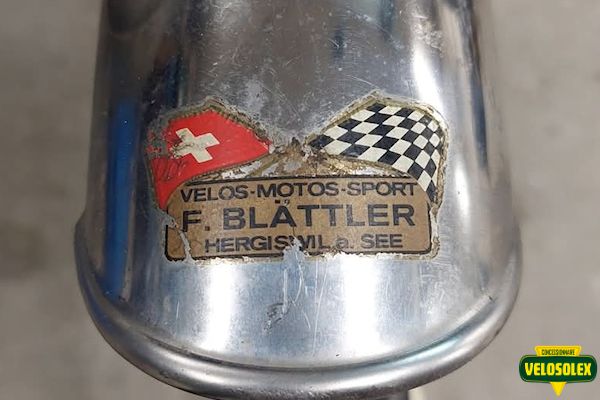 VELOS-MOTOS-SPORT
F. BLÄTTLER
HERGISWIL a. SEE
CONCESSIONNAIRE
VELOSOLEX